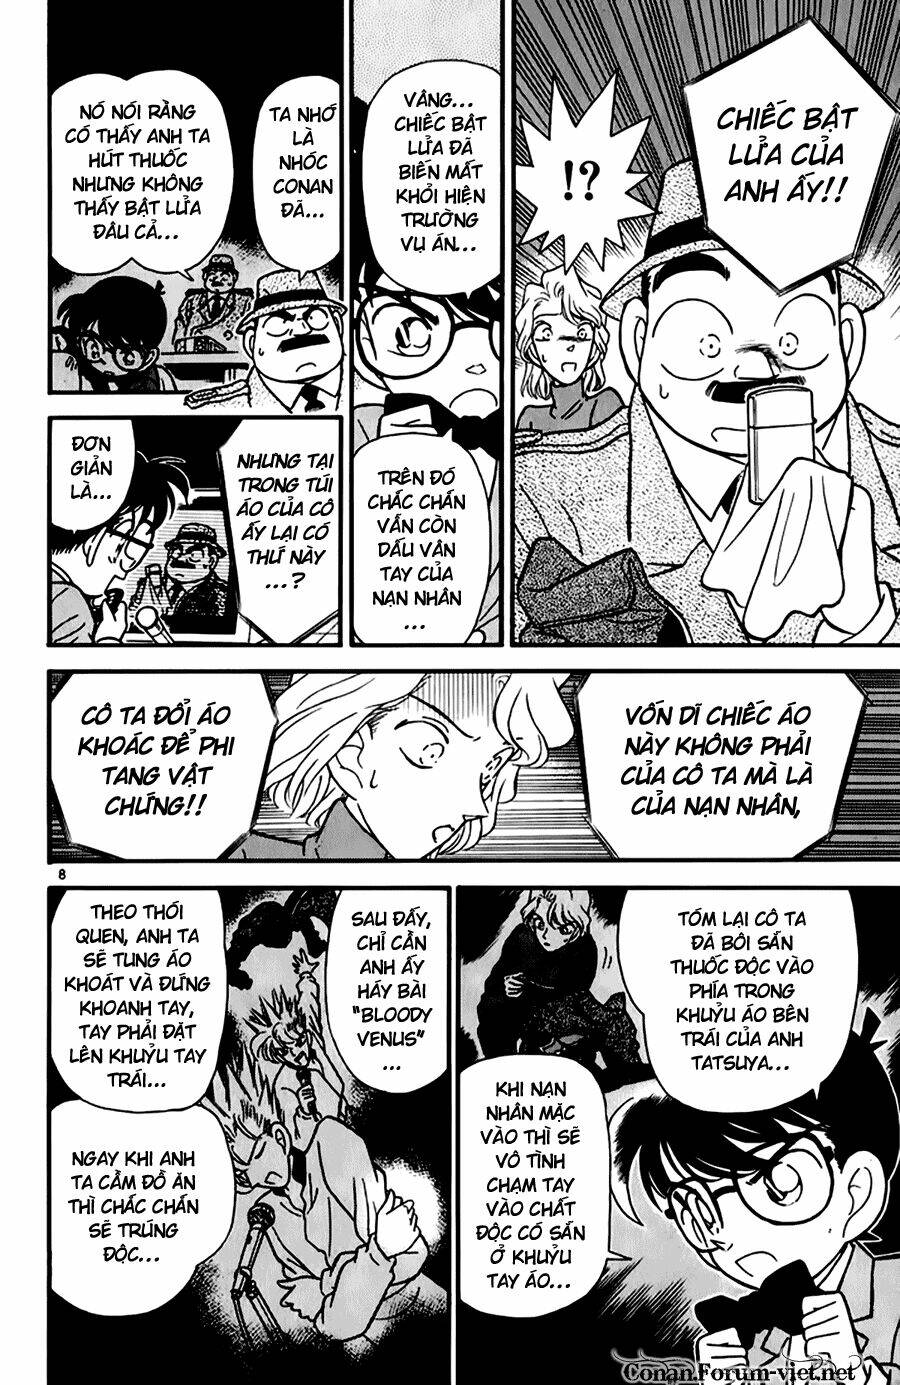 CHIẾC BẬT
LỬA CỦA
ANH ẤY!!
!?
VÂNG...
CHIẾC BẬT
LỬA ĐÃ
BIẾN MẤT
KHỎI HIỆN
TRƯỜNG
VỤ ÁN...
TRÊN ĐÓ
CHẮC CHẮN
VẪN CÒN
DẤU VÂN
TAY CỦA
NẠN NHÂN
...
TA NHỚ
LÀ
NHÓC
CONAN
ĐÃ...
NÓ NÓI RẰNG
CÓ THẤY ANH TA
HÚT THUỐC
NHƯNG KHÔNG
THẤY BẬT LỬA
ĐÂU CẢ...
NHƯNG TẠI
TRONG TÚI
ÁO CỦA CÔ
ẤY LẠI CÓ
THỨ NÀY
...?
ĐƠN
GIẢN
LÀ...
VỐN DĨ CHIẾC ÁO
NÀY KHÔNG PHẢI
CỦA CÔ TA MÀ LÀ
CỦA NẠN NHÂN,
CÔ TA ĐỔI ÁO
KHOÁC ĐỂ PHI
TANG VẬT
CHỨNG!!
8
TÓM LẠI CÔ TA
ĐÃ BÔI SẴN
THUỐC ĐỘC VÀO
PHÍA TRONG
KHUỶU ÁO BÊN
TRÁI CỦA ANH
TATSUYA...
KHI NẠN
NHÂN MẶC
VÀO THÌ SẼ
VÔ TÌNH
CHẠM TAY
VÀO CHẤT
ĐỘC CÓ SẴN
Ở KHUỶU
TAY ÁO...
SAU ĐẤY,
CHỈ CẦN
ANH ẤY
HÁY BÀI
"BLOODY
VENUS"
...
THEO THÓI
QUEN, ANH TA
SẼ TUNG ÁO
KHOÁT VÀ ĐỨNG
KHOANH TAY,
TAY PHẢI ĐẶT
LÊN KHUỶU TAY
TRÁI...
NGAY KHI ANH
TA CẦM ĐỒ ĂN
THÌ CHẮC CHẮN
SẼ TRÚNG
ĐỘC...
Conan.Forum-viet.net